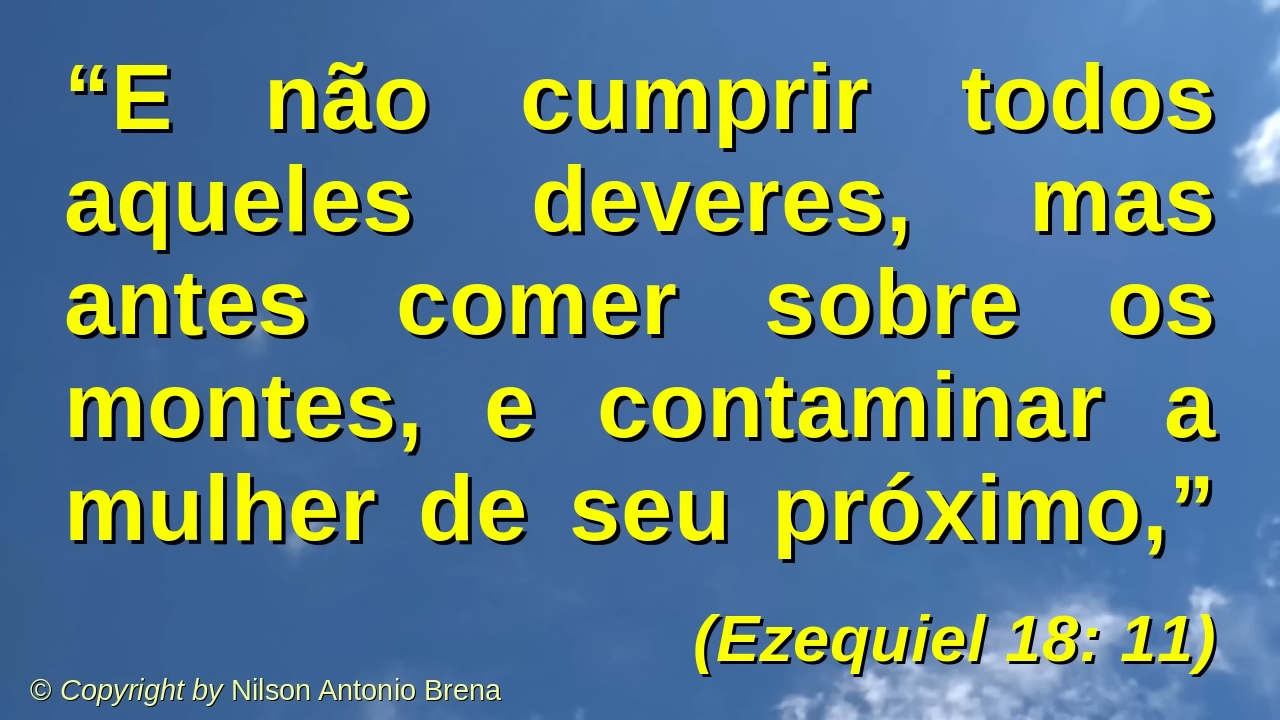 “E não cumprir todos
aqueles deveres, mas
antes comer sobre os
montes, e contaminar a
mulher de seu próximo,”
(Ezequiel 18: 11)
© Copyright by Nilson Antonio Brena